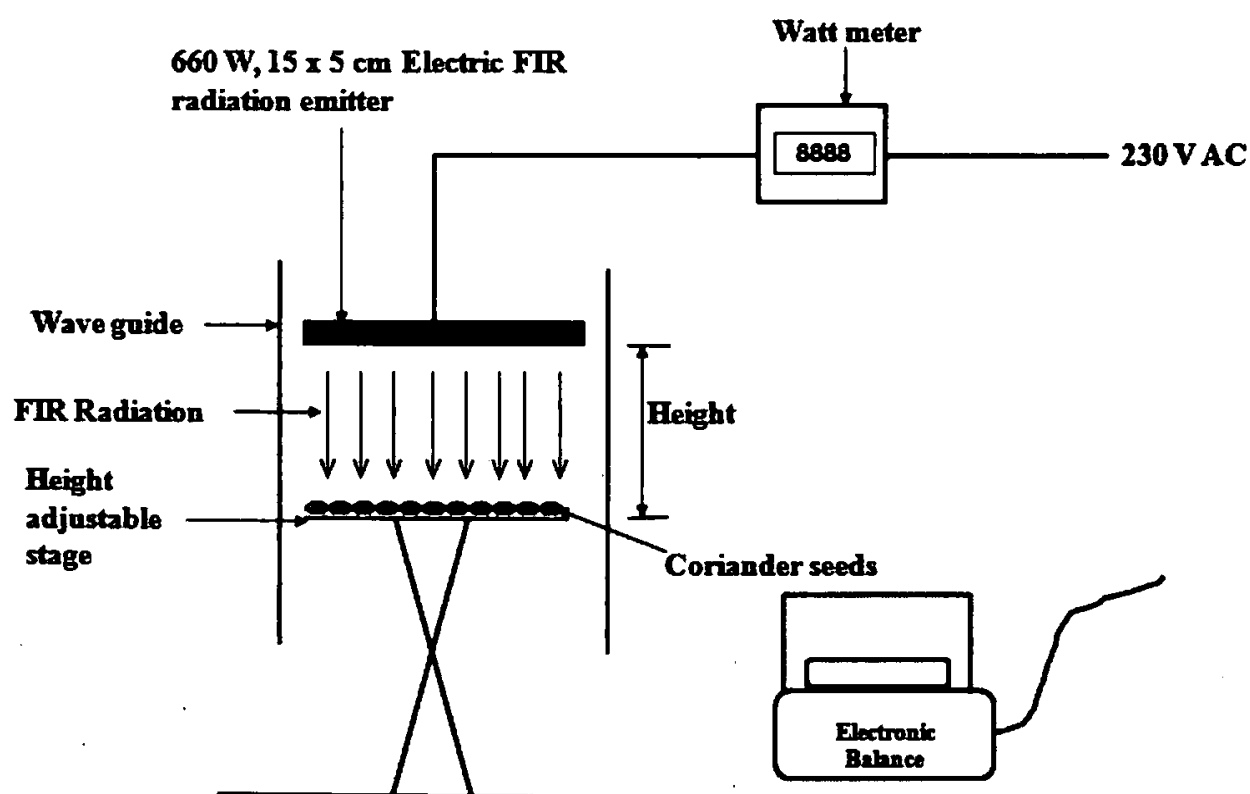 Watt meter
660 W, 15 x 5 cm Electric FIR
radiation emitter
8888
230 V AC
Wave guide
FIR Radiation
Height
Height
adjustable
stage
Coriander seeds
Electronic
Balance